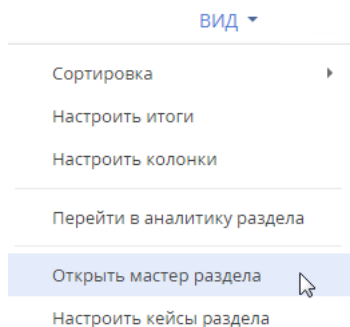 ВИД
Сортировка
Настроить итоги
Настроить колонки
Перейти в аналитику раздела
Открыть мастер раздела
Настроить кейсы раздела